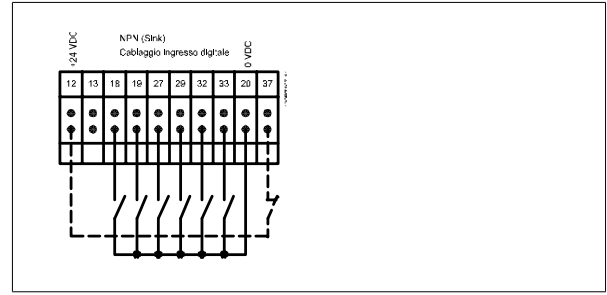 +24 VDC
NPN (Sink)
Cablaggio ingresso digitale
0 VDC
12 13 18 19 27 29 32 33 20 37